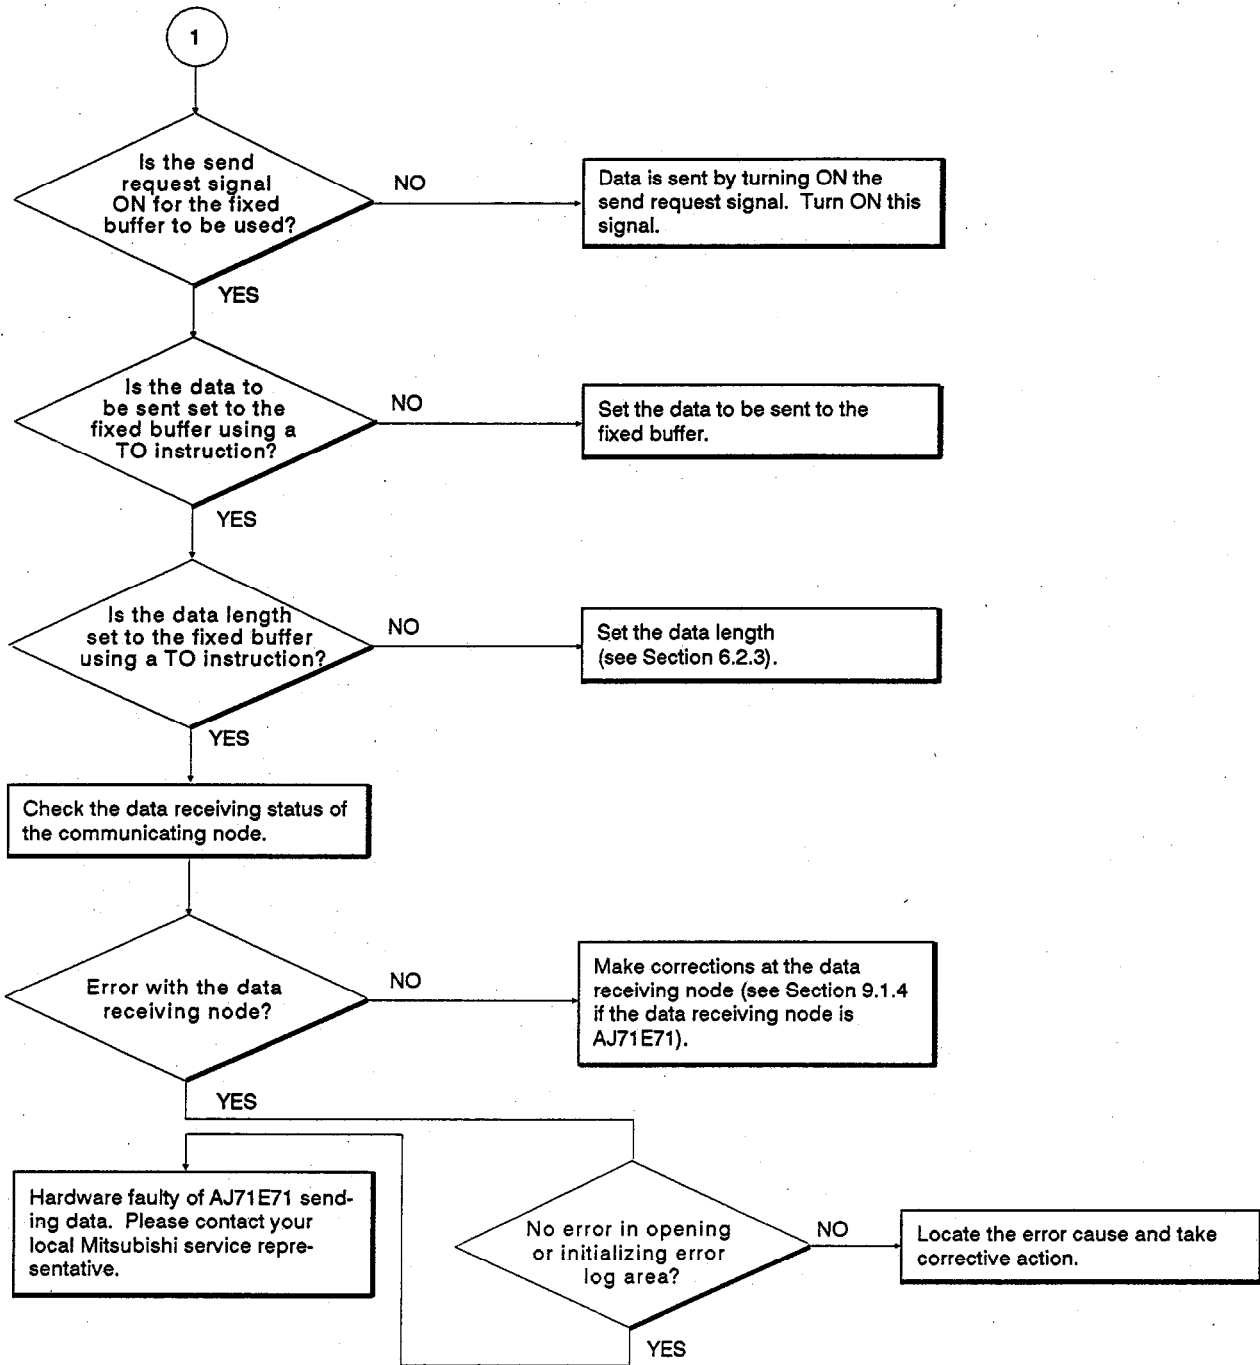 1
Is the send
request signal
ON for the fixed
buffer to be used?
NO
Data is sent by turning ON the
send request signal. Turn ON this
signal.
YES
Is the data to
be sent set to the
fixed buffer using a
TO instruction?
NO
Set the data to be sent to the
fixed buffer.
YES
Is the data length
set to the fixed buffer
using a TO instruction?
NO
Set the data length
(see Section 6.2.3).
YES
Check the data receiving status of
the communicating node.
Error with the data
receiving node?
NO
Make corrections at the data
receiving node (see Section 9.1.4
if the data receiving node is
AJ71E71).
YES
Hardware faulty of AJ71E71 send-
ing data. Please contact your
local Mitsubishi service repre-
sentative.
No error in opening
or initializing error
log area?
NO
Locate the error cause and take
corrective action.
YES